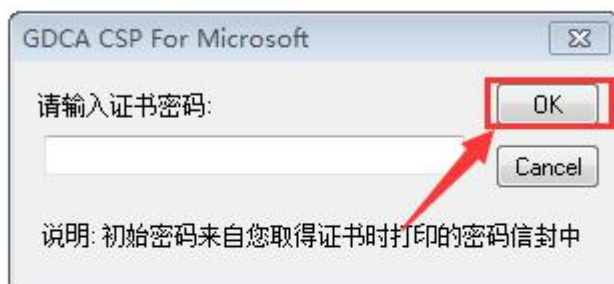 GDCA CSP For Microsoft
请输入证书密码:
OK
Cancel
说明: 初始密码来自您取得证书时打印的密码信封中